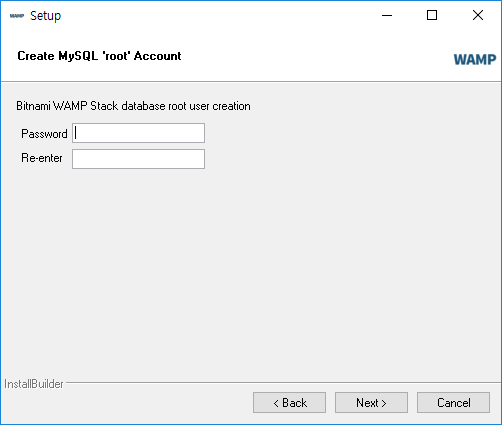 WAMP Setup
Create MySQL 'root' Account
WAMP
Bitnami WAMP Stack database root user creation
Password
Re-enter
InstallBuilder
< Back Next > Cancel